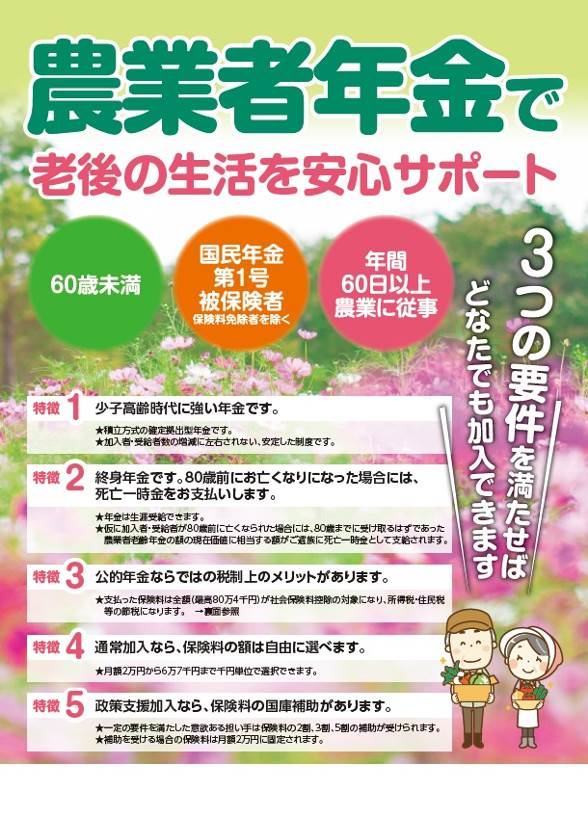 農業者年金で
老後の生活を安心サポート
60歳未満
国民年金
第1号
被保険者
保険料免除者を除く
年間
60日以上
農業に従事
3つの要件を満たせば
どなたでも加入できます
特徴1 少子高齢時代に強い年金です。
★積立方式の確定拠出型年金です。
★加入者・受給者数の増減に左右されない、安定した制度です。
特徴2 終身年金です。80歳前にお亡くなりになった場合には、
死亡一時金をお支払いします。
★年金は生涯受給できます。
★仮に加入者・受給者が80歳前に亡くなられた場合には、80歳までに受け取るはずであった
農業者老齢年金の額の現在価値に相当する額がご遺族に死亡一時金として支給されます。
特徴3 公的年金ならではの税制上のメリットがあります。
★支払った保険料は全額(最高80万4千円)が社会保険料控除の対象になり、所得税・住民税
等の節税になります。 →裏面参照
特徴4 通常加入なら、保険料の額は自由に選べます。
★月額2万円から6万7千円まで千円単位で選択できます。
特徴5 政策支援加入なら、保険料の国庫補助があります。
★一定の要件を満たした意欲ある担い手は保険料の2割、3割、5割の補助が受けられます。
★補助を受ける場合の保険料は月額2万円に固定されます。